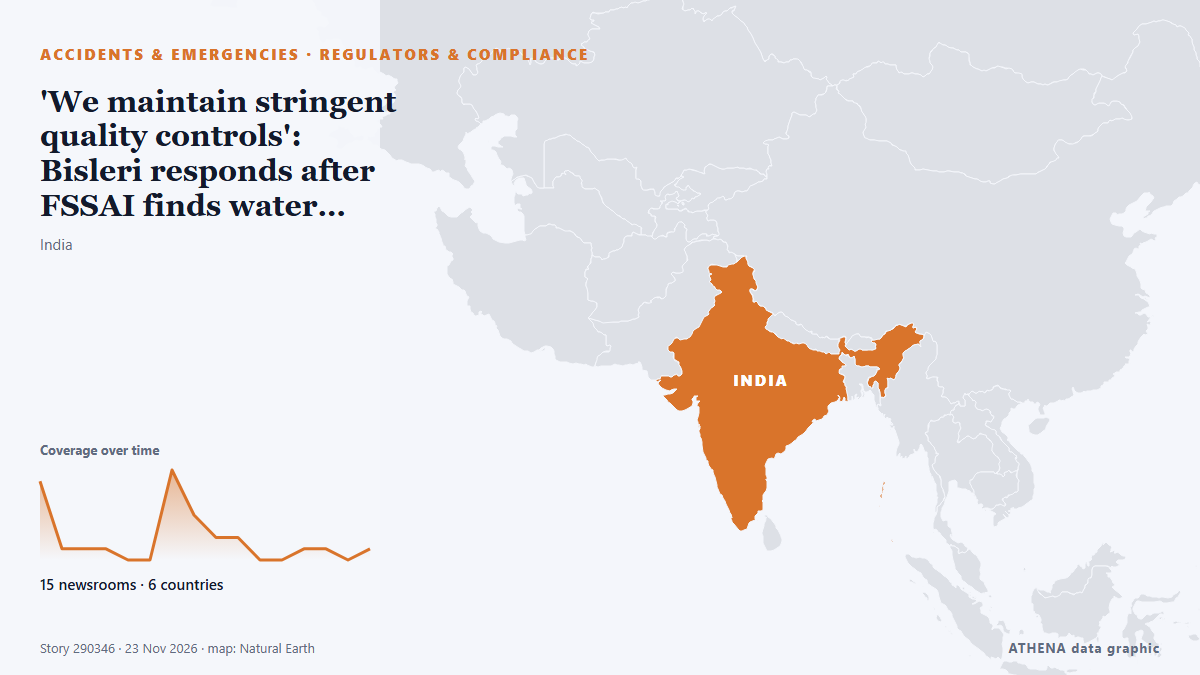 ACCIDENTS & EMERGENCIES · REGULATORS & COMPLIANCE
'We maintain stringent
quality controls':
Bisleri responds after
FSSAI finds water...
India
INDIA
Coverage over time
15 newsrooms · 6 countries
Story 290346 · 23 Nov 2026 · map: Natural Earth
ATHENA data graphic